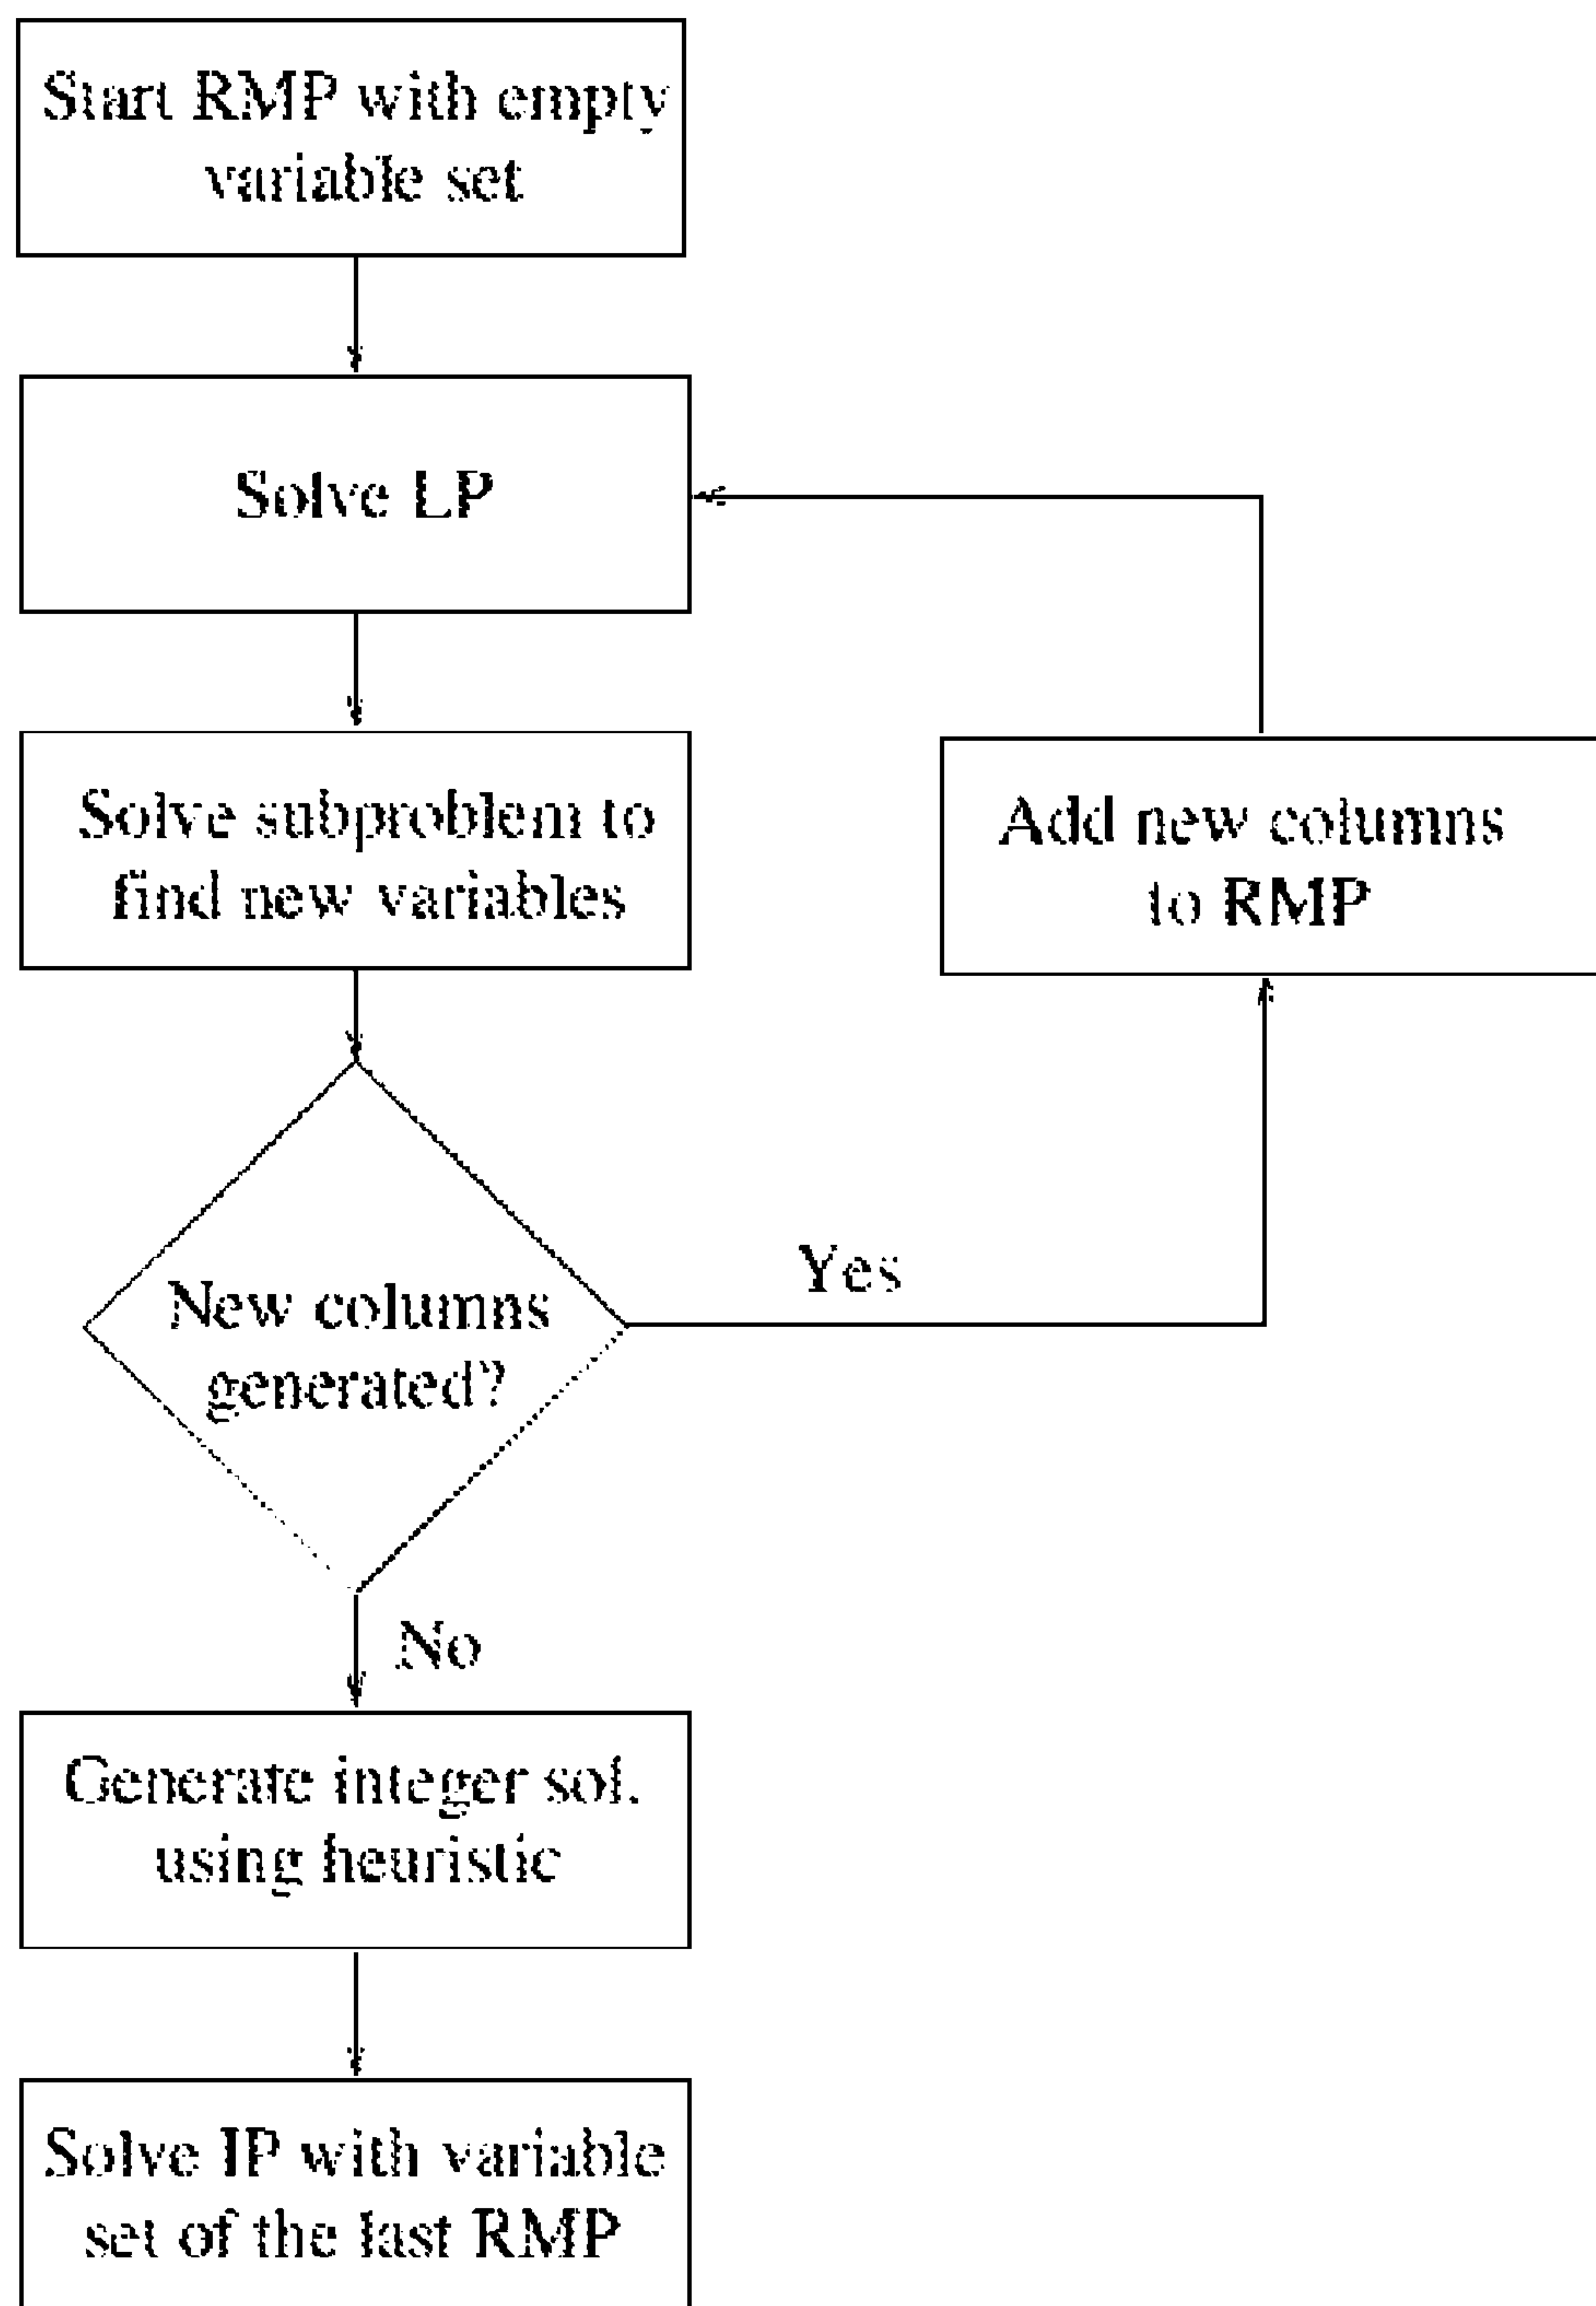 Start RMP with empty
variable set
Solve LP
Solve subproblem to
find new variables
Add new columns
to RMP
New columns
generated?
Yes
No
Generate integer sol.
using heuristic
Solve IP with variable
set of the last RMP